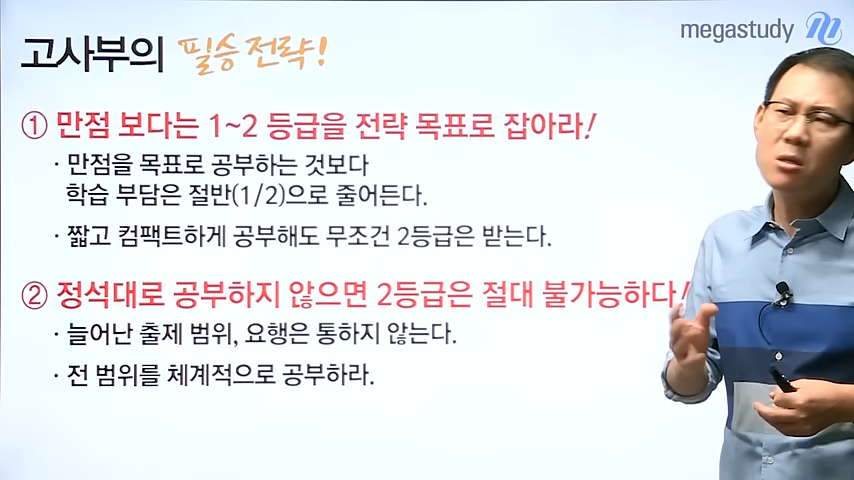 고사부의 필승 전략!
megastudy
① 만점 보다는 1~2 등급을 전략 목표로 잡아라!
· 만점을 목표로 공부하는 것보다
학습 부담은 절반(1/2)으로 줄어든다.
· 짧고 컴팩트하게 공부해도 무조건 2등급은 받는다.
② 정석대로 공부하지 않으면 2등급은 절대 불가능하다!
· 늘어난 출제 범위, 요행은 통하지 않는다.
· 전 범위를 체계적으로 공부하라.